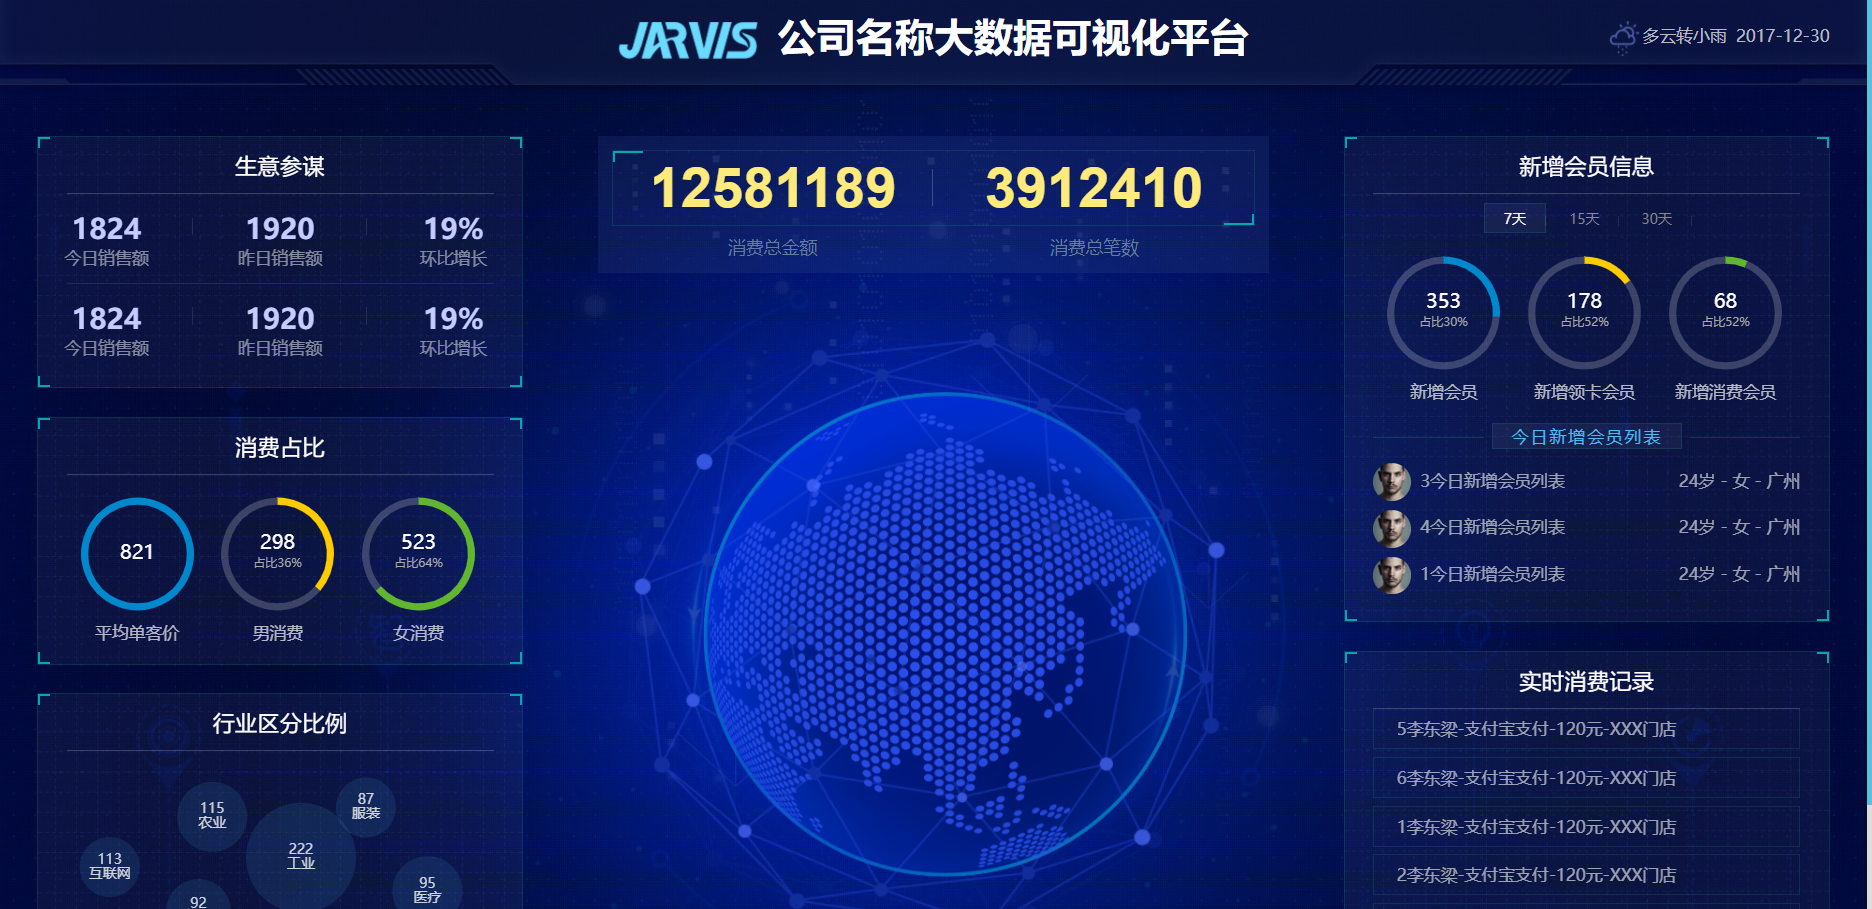 JARVIS 公司名称大数据可视化平台
多云转小雨 2017-12-30
生意参谋
1824 1920 19%
今日销售额 昨日销售额 环比增长
1824 1920 19%
今日销售额 昨日销售额 环比增长
消费占比
821
298
占比36%
523
占比64%
平均单客价 男消费 女消费
行业区分比例
87
服装
115
农业
222
工业
113
互联网
95
医疗
92
12581189 3912410
消费总金额 消费总笔数
新增会员信息
7天 15天 30天
353
占比30%
178
占比52%
68
占比52%
新增会员 新增领卡会员 新增消费会员
今日新增会员列表
3今日新增会员列表 24岁 - 女 - 广州
4今日新增会员列表 24岁 - 女 - 广州
1今日新增会员列表 24岁 - 女 - 广州
实时消费记录
5李东梁-支付宝支付-120元-XXX门店
6李东梁-支付宝支付-120元-XXX门店
1李东梁-支付宝支付-120元-XXX门店
2李东梁-支付宝支付-120元-XXX门店